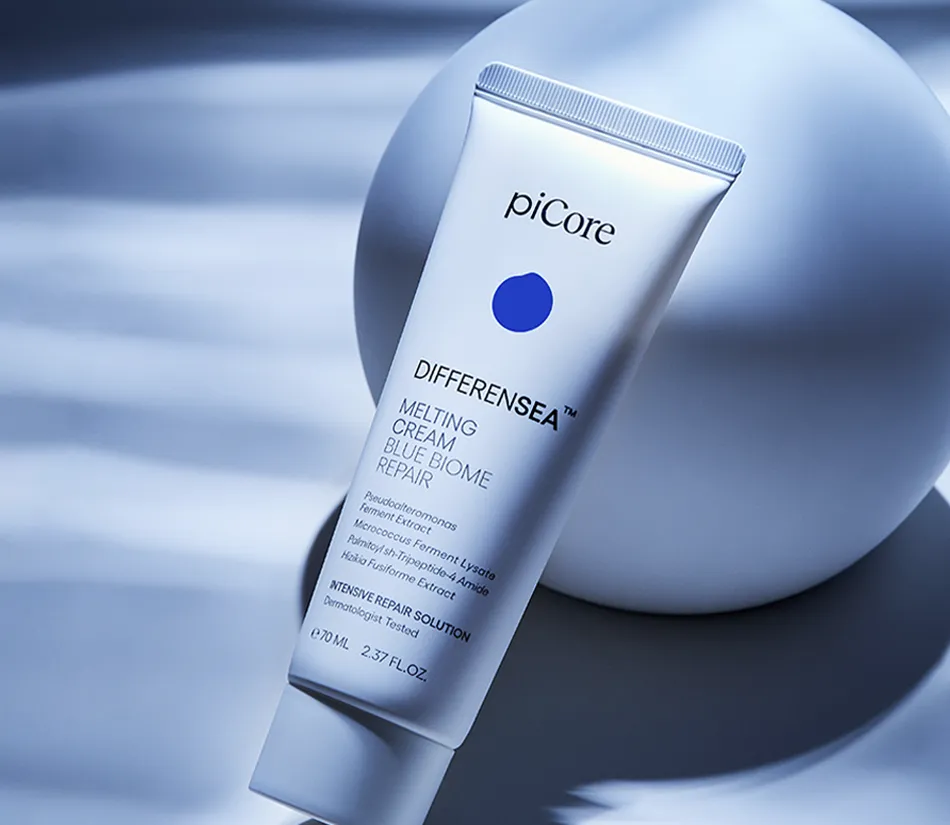 piCore
DIFFERENSEA™
MELTING
CREAM
BLUE BIOME
REPAIR
Pseudoalteromonas
Ferment Extract
Micrococcus Ferment Lysate
Palmitoyl sh-Tripeptide-4 Amide
Hizikia Fusiforme Extract
INTENSIVE REPAIR SOLUTION
Dermatologist Tested
℮70 ML 2.37 FL.OZ.